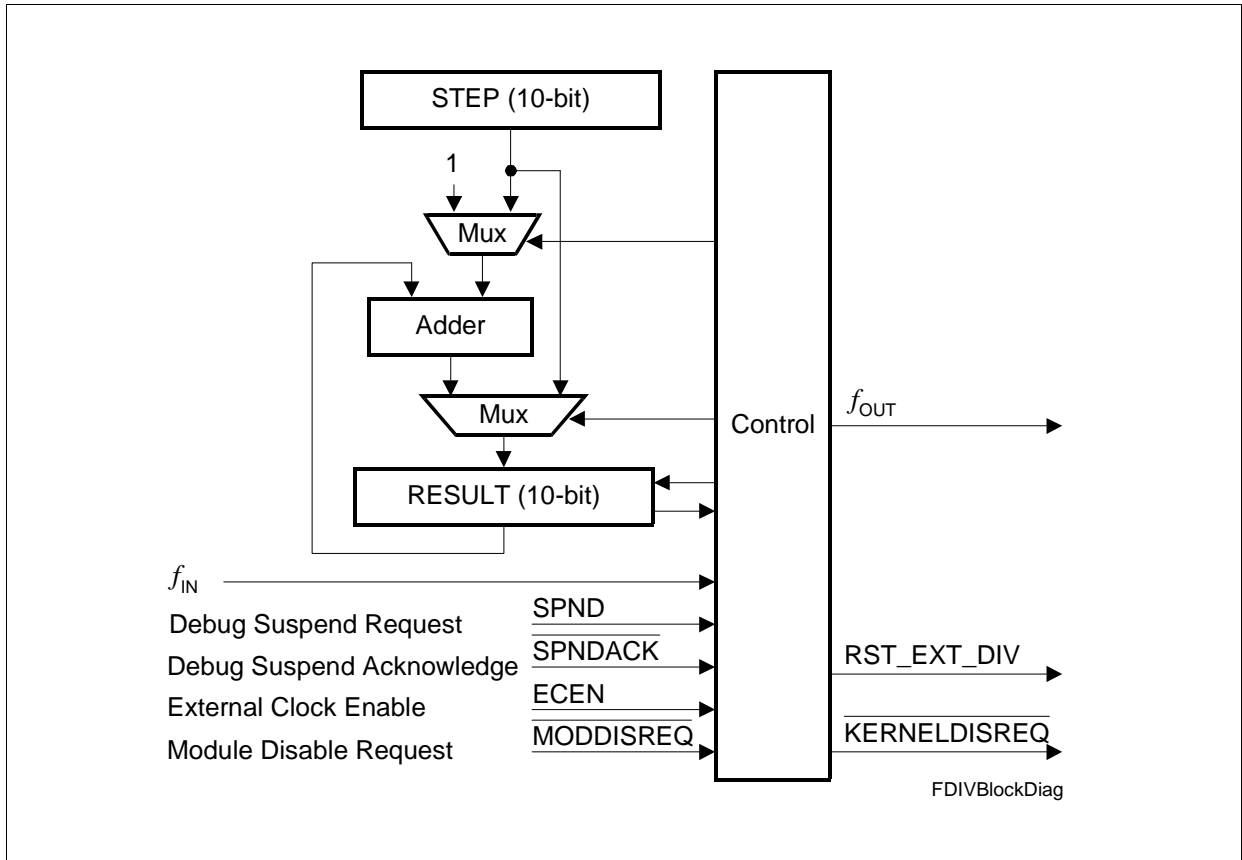 STEP (10-bit)
1
Mux
Adder
Mux
Control
fOUT
RESULT (10-bit)
fIN
Debug Suspend Request SPND
Debug Suspend Acknowledge SPNDACK RST_EXT_DIV
External Clock Enable ECEN
Module Disable Request MODDISREQ KERNELDISREQ
FDIVBlockDiag